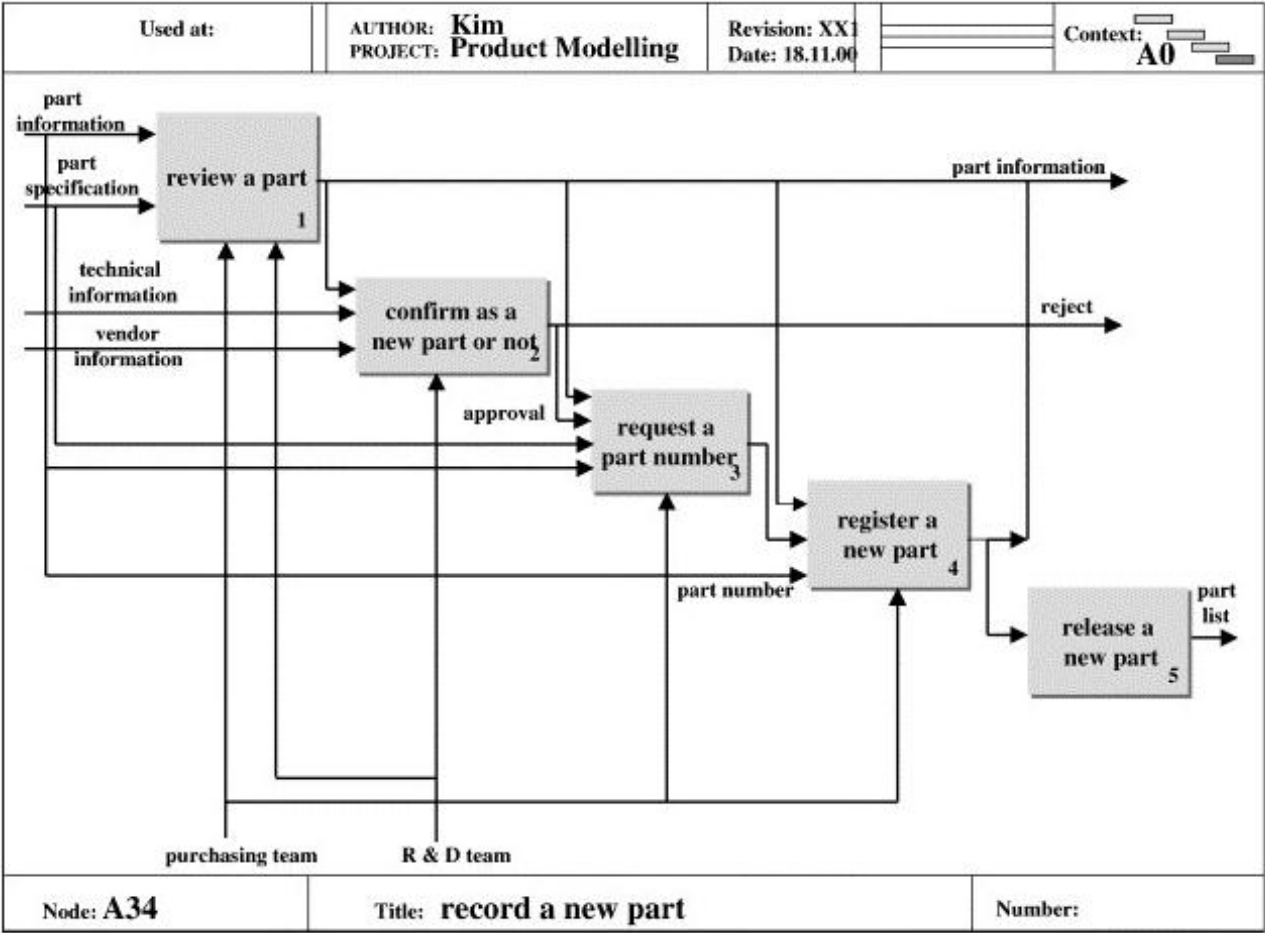 Used at:
AUTHOR: Kim
PROJECT: Product Modelling
Revision: XX1
Date: 18.11.00
Context:
A0
part
information
part
specification
review a part
1
part information
technical
information
vendor
information
confirm as a
new part or not
2
reject
approval
request a
part number
3
register a
new part
4
part number
release a
new part
5
part
list
purchasing team
R & D team
Node: A34
Title: record a new part
Number: